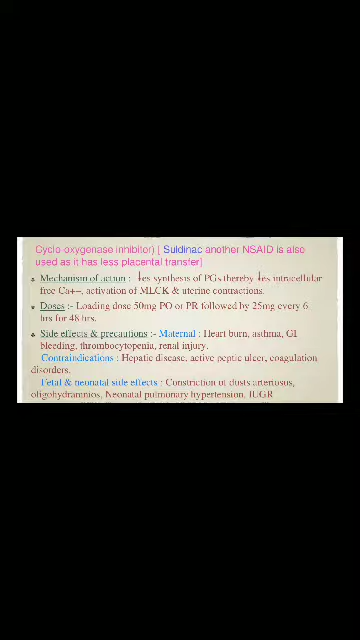 Cyclo oxygenase inhibitor) [ Suldinac another NSAID is also
used as it has less placental transfer]
Mechanism of action : ↓es synthesis of PGs thereby ↓es intracellular
free Ca++, activation of MLCK & uterine contractions.
Doses :- Loading dose 50mg PO or PR followed by 25mg every 6
hrs for 48 hrs.
Side effects & precautions :- Maternal : Heart burn, asthma, GI
bleeding, thrombocytopenia, renal injury.
Contraindications : Hepatic disease, active peptic ulcer, coagulation
disorders.
Fetal & neonatal side effects : Constriction of dusts arteriosos,
oligohydramnios, Neonatal pulmonary hypertension, IUGR